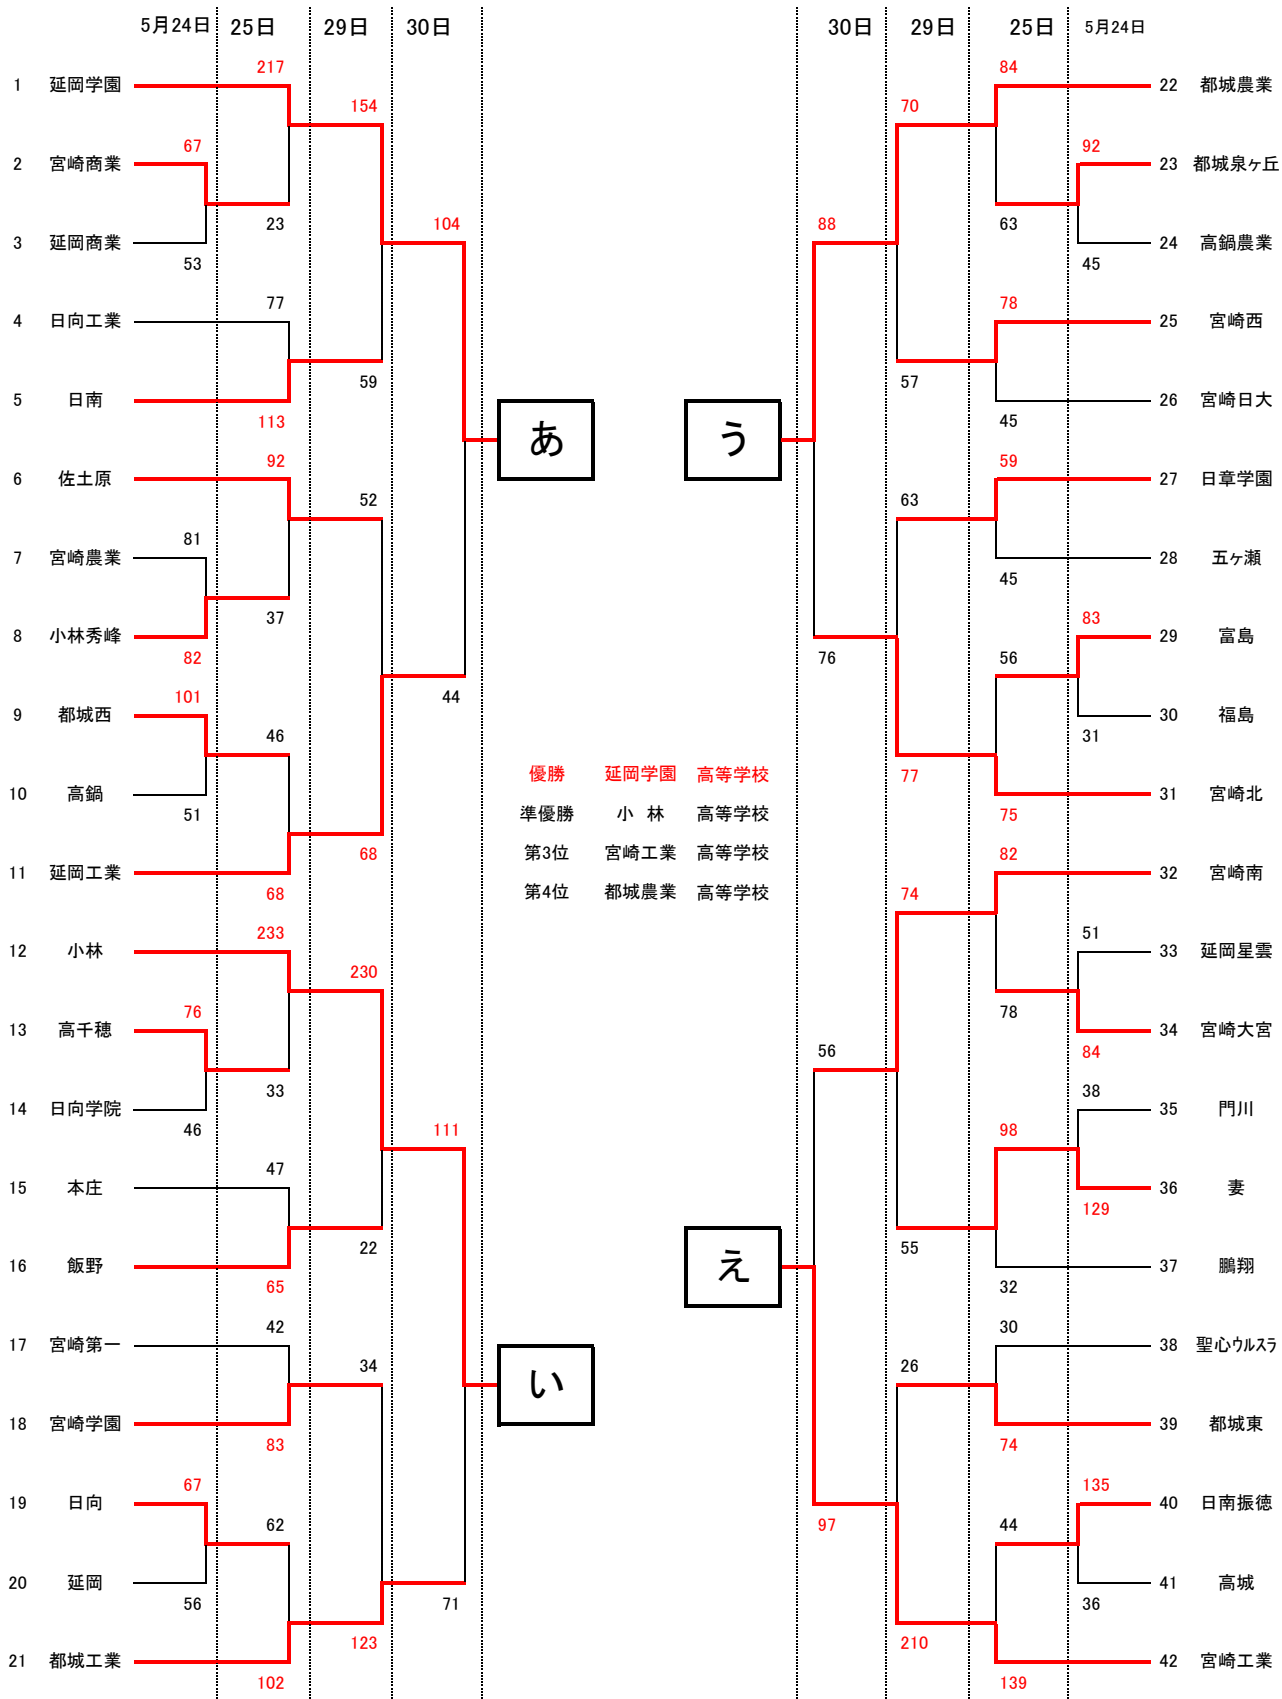 5月24日 25日 29日 30日 30日 29日 25日 5月24日
217 84
1 延岡学園 22 都城農業
154 70
67 92
2 宮崎商業 23 都城泉ヶ丘
23 104 88 63
3 延岡商業 24 高鍋農業
53 45
77 78
4 日向工業 25 宮崎西
59 57
5 日南 26 宮崎日大
113 45
あ う
92 59
6 佐土原 27 日章学園
52 63
81
7 宮崎農業 28 五ヶ瀬
45
37 83
8 小林秀峰 29 富島
82 76 56
101 44
9 都城西 30 福島
46 31
優勝 延岡学園 高等学校
77
10 高鍋 31 宮崎北
51 準優勝 小 林 高等学校 75
68 第3位 宮崎工業 高等学校 82
11 延岡工業 32 宮崎南
68 第4位 都城農業 高等学校 74
233 51
12 小林 33 延岡星雲
230
76 78
13 高千穂 34 宮崎大宮
56 84
33 38
14 日向学院 35 門川
46 111 98
47
15 本庄 36 妻
129
22 55
16 飯野 え 37 鵬翔
65 32
42 30
17 宮崎第一 38 聖心ウルスラ
34 26
い
18 宮崎学園 39 都城東
83 74
67 135
19 日向 40 日南振徳
62 97 44
20 延岡 41 高城
56 71 36
123 210
21 都城工業 42 宮崎工業
102 139